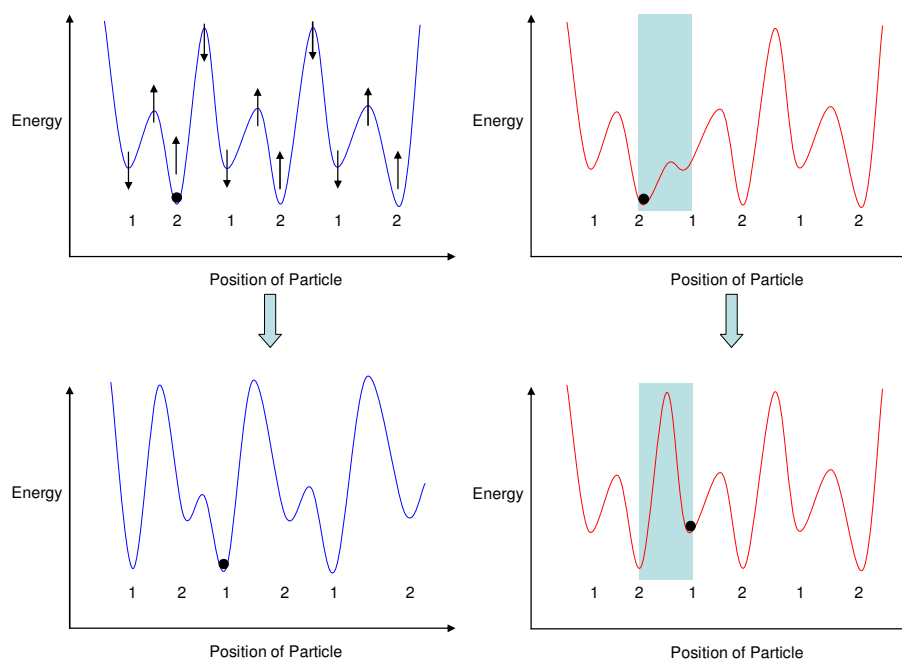 Energy
1 2 1 2 1 2
Position of Particle
Energy
1 2 1 2 1 2
Position of Particle
Energy
1 2 1 2 1 2
Position of Particle
Energy
1 2 1 2 1 2
Position of Particle